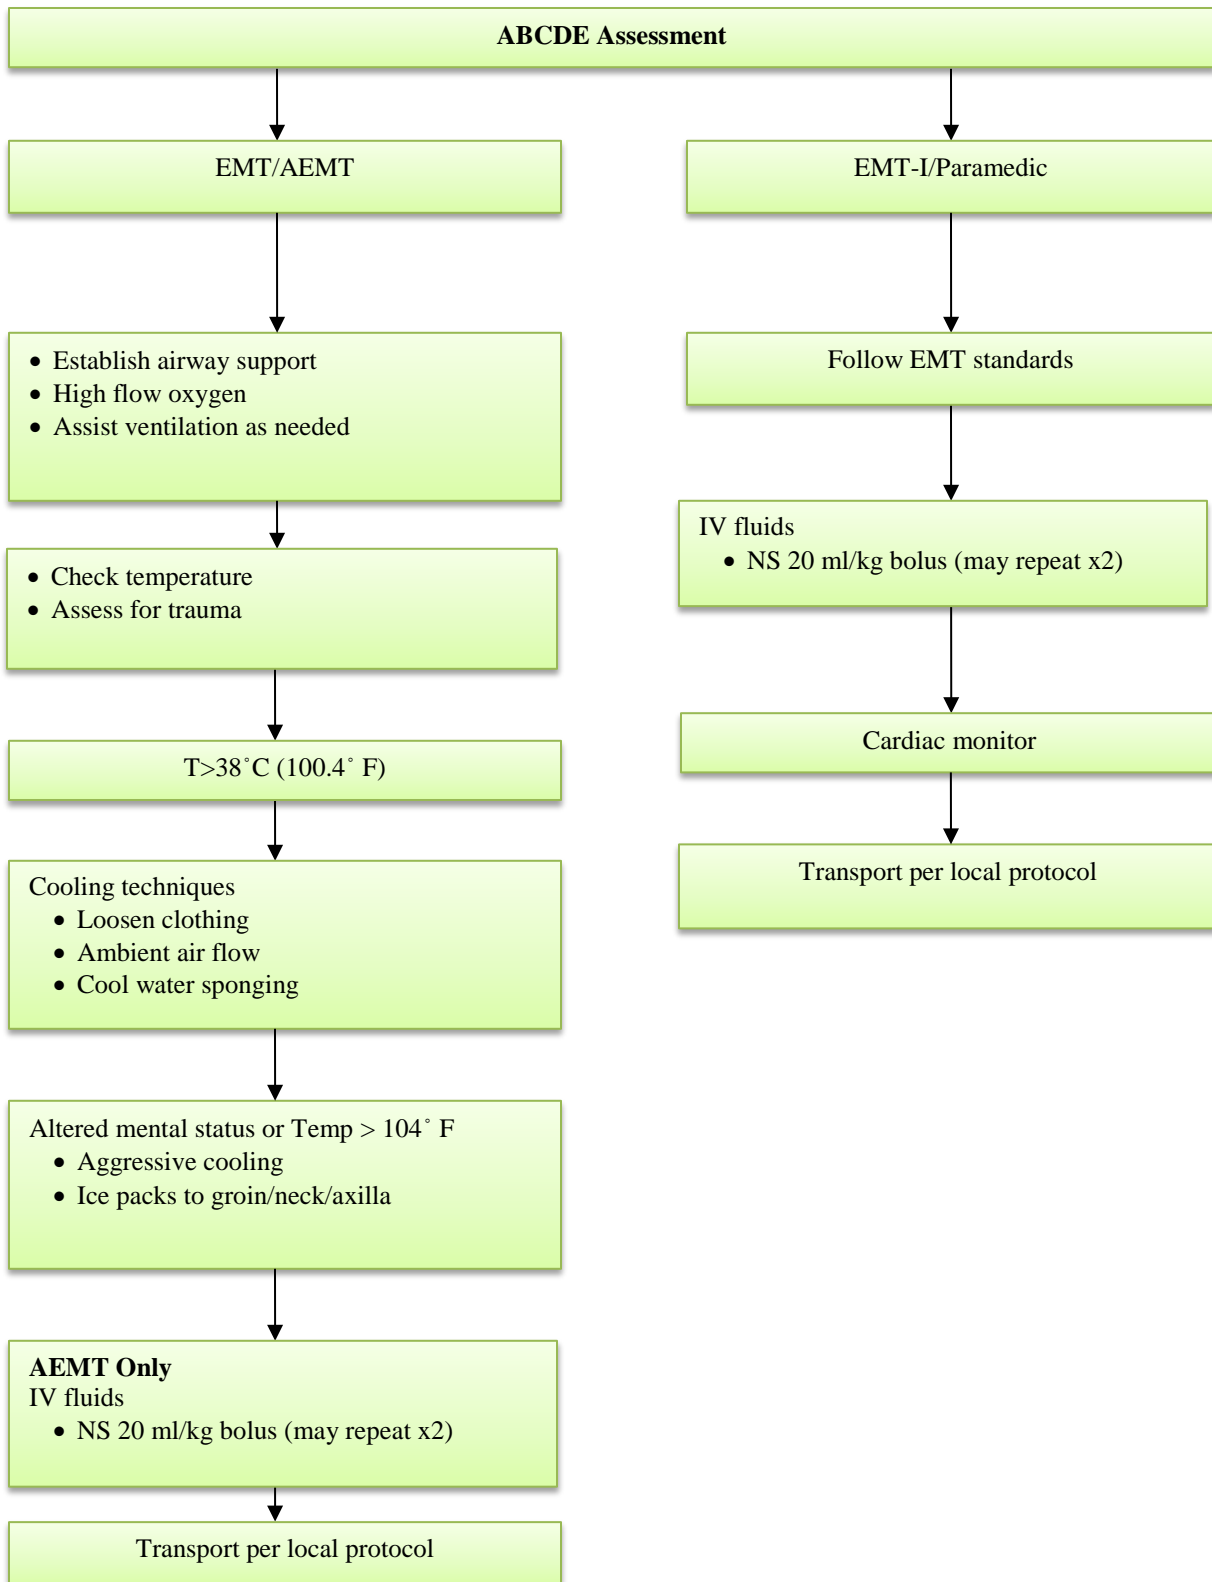 ABCDE Assessment
EMT/AEMT
• Establish airway support
• High flow oxygen
• Assist ventilation as needed
• Check temperature
• Assess for trauma
T>38˚C (100.4˚ F)
Cooling techniques
• Loosen clothing
• Ambient air flow
• Cool water sponging
Altered mental status or Temp > 104˚ F
• Aggressive cooling
• Ice packs to groin/neck/axilla
AEMT Only
IV fluids
• NS 20 ml/kg bolus (may repeat x2)
Transport per local protocol
EMT-I/Paramedic
Follow EMT standards
IV fluids
• NS 20 ml/kg bolus (may repeat x2)
Cardiac monitor
Transport per local protocol